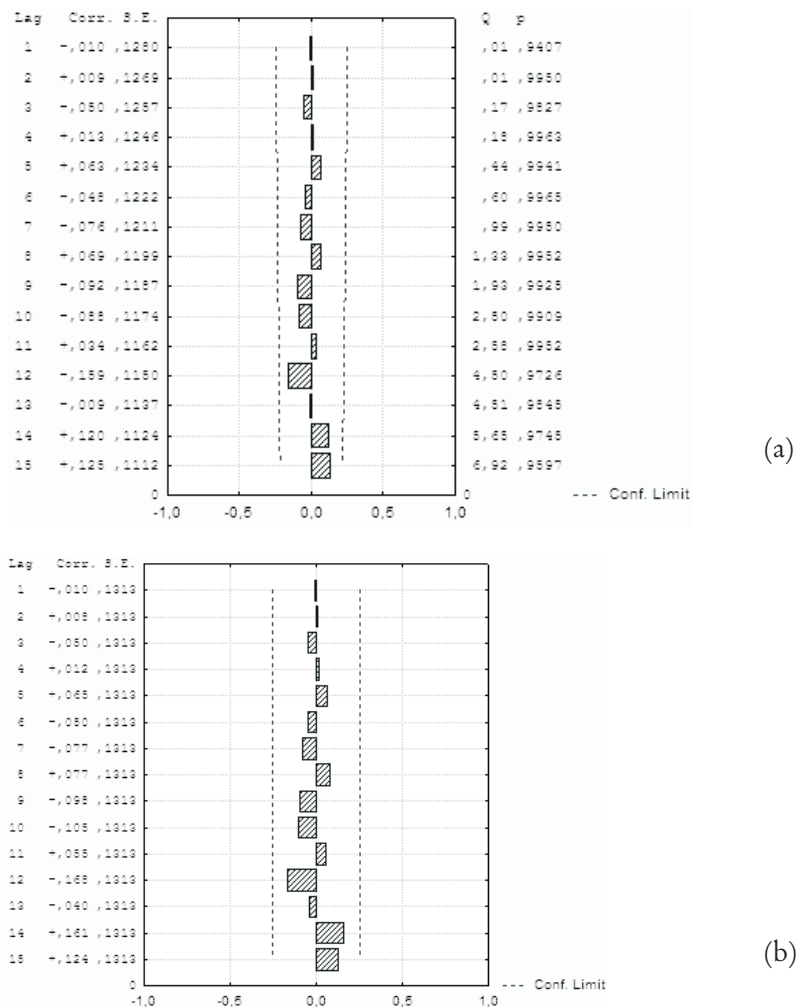 Lag Corr. S.E. Q p
1 -,010 ,1280 ,01 ,9407
2 +,009 ,1269 ,01 ,9950
3 -,050 ,1257 ,17 ,9827
4 +,013 ,1246 ,18 ,9963
5 +,063 ,1234 ,44 ,9941
6 -,048 ,1222 ,60 ,9965
7 -,076 ,1211 ,99 ,9950
8 +,069 ,1199 1,33 ,9952
9 -,092 ,1187 1,93 ,9925
10 -,088 ,1174 2,50 ,9909
11 +,034 ,1162 2,58 ,9952
12 -,159 ,1150 4,50 ,9726
13 -,009 ,1137 4,51 ,9845
14 +,120 ,1124 5,65 ,9745
15 +,125 ,1112 6,92 ,9597
(a)
0 0
--- Conf. Limit
-1,0 -0,5 0,0 0,5 1,0
Lag Corr. S.E.
1 -,010 ,1313
2 +,008 ,1313
3 -,050 ,1313
4 +,012 ,1313
5 +,065 ,1313
6 -,050 ,1313
7 -,077 ,1313
8 +,077 ,1313
9 -,098 ,1313
10 -,105 ,1313
11 +,055 ,1313
12 -,168 ,1313
13 -,040 ,1313
14 +,161 ,1313
15 +,124 ,1313
(b)
0 0
--- Conf. Limit
-1,0 -0,5 0,0 0,5 1,0